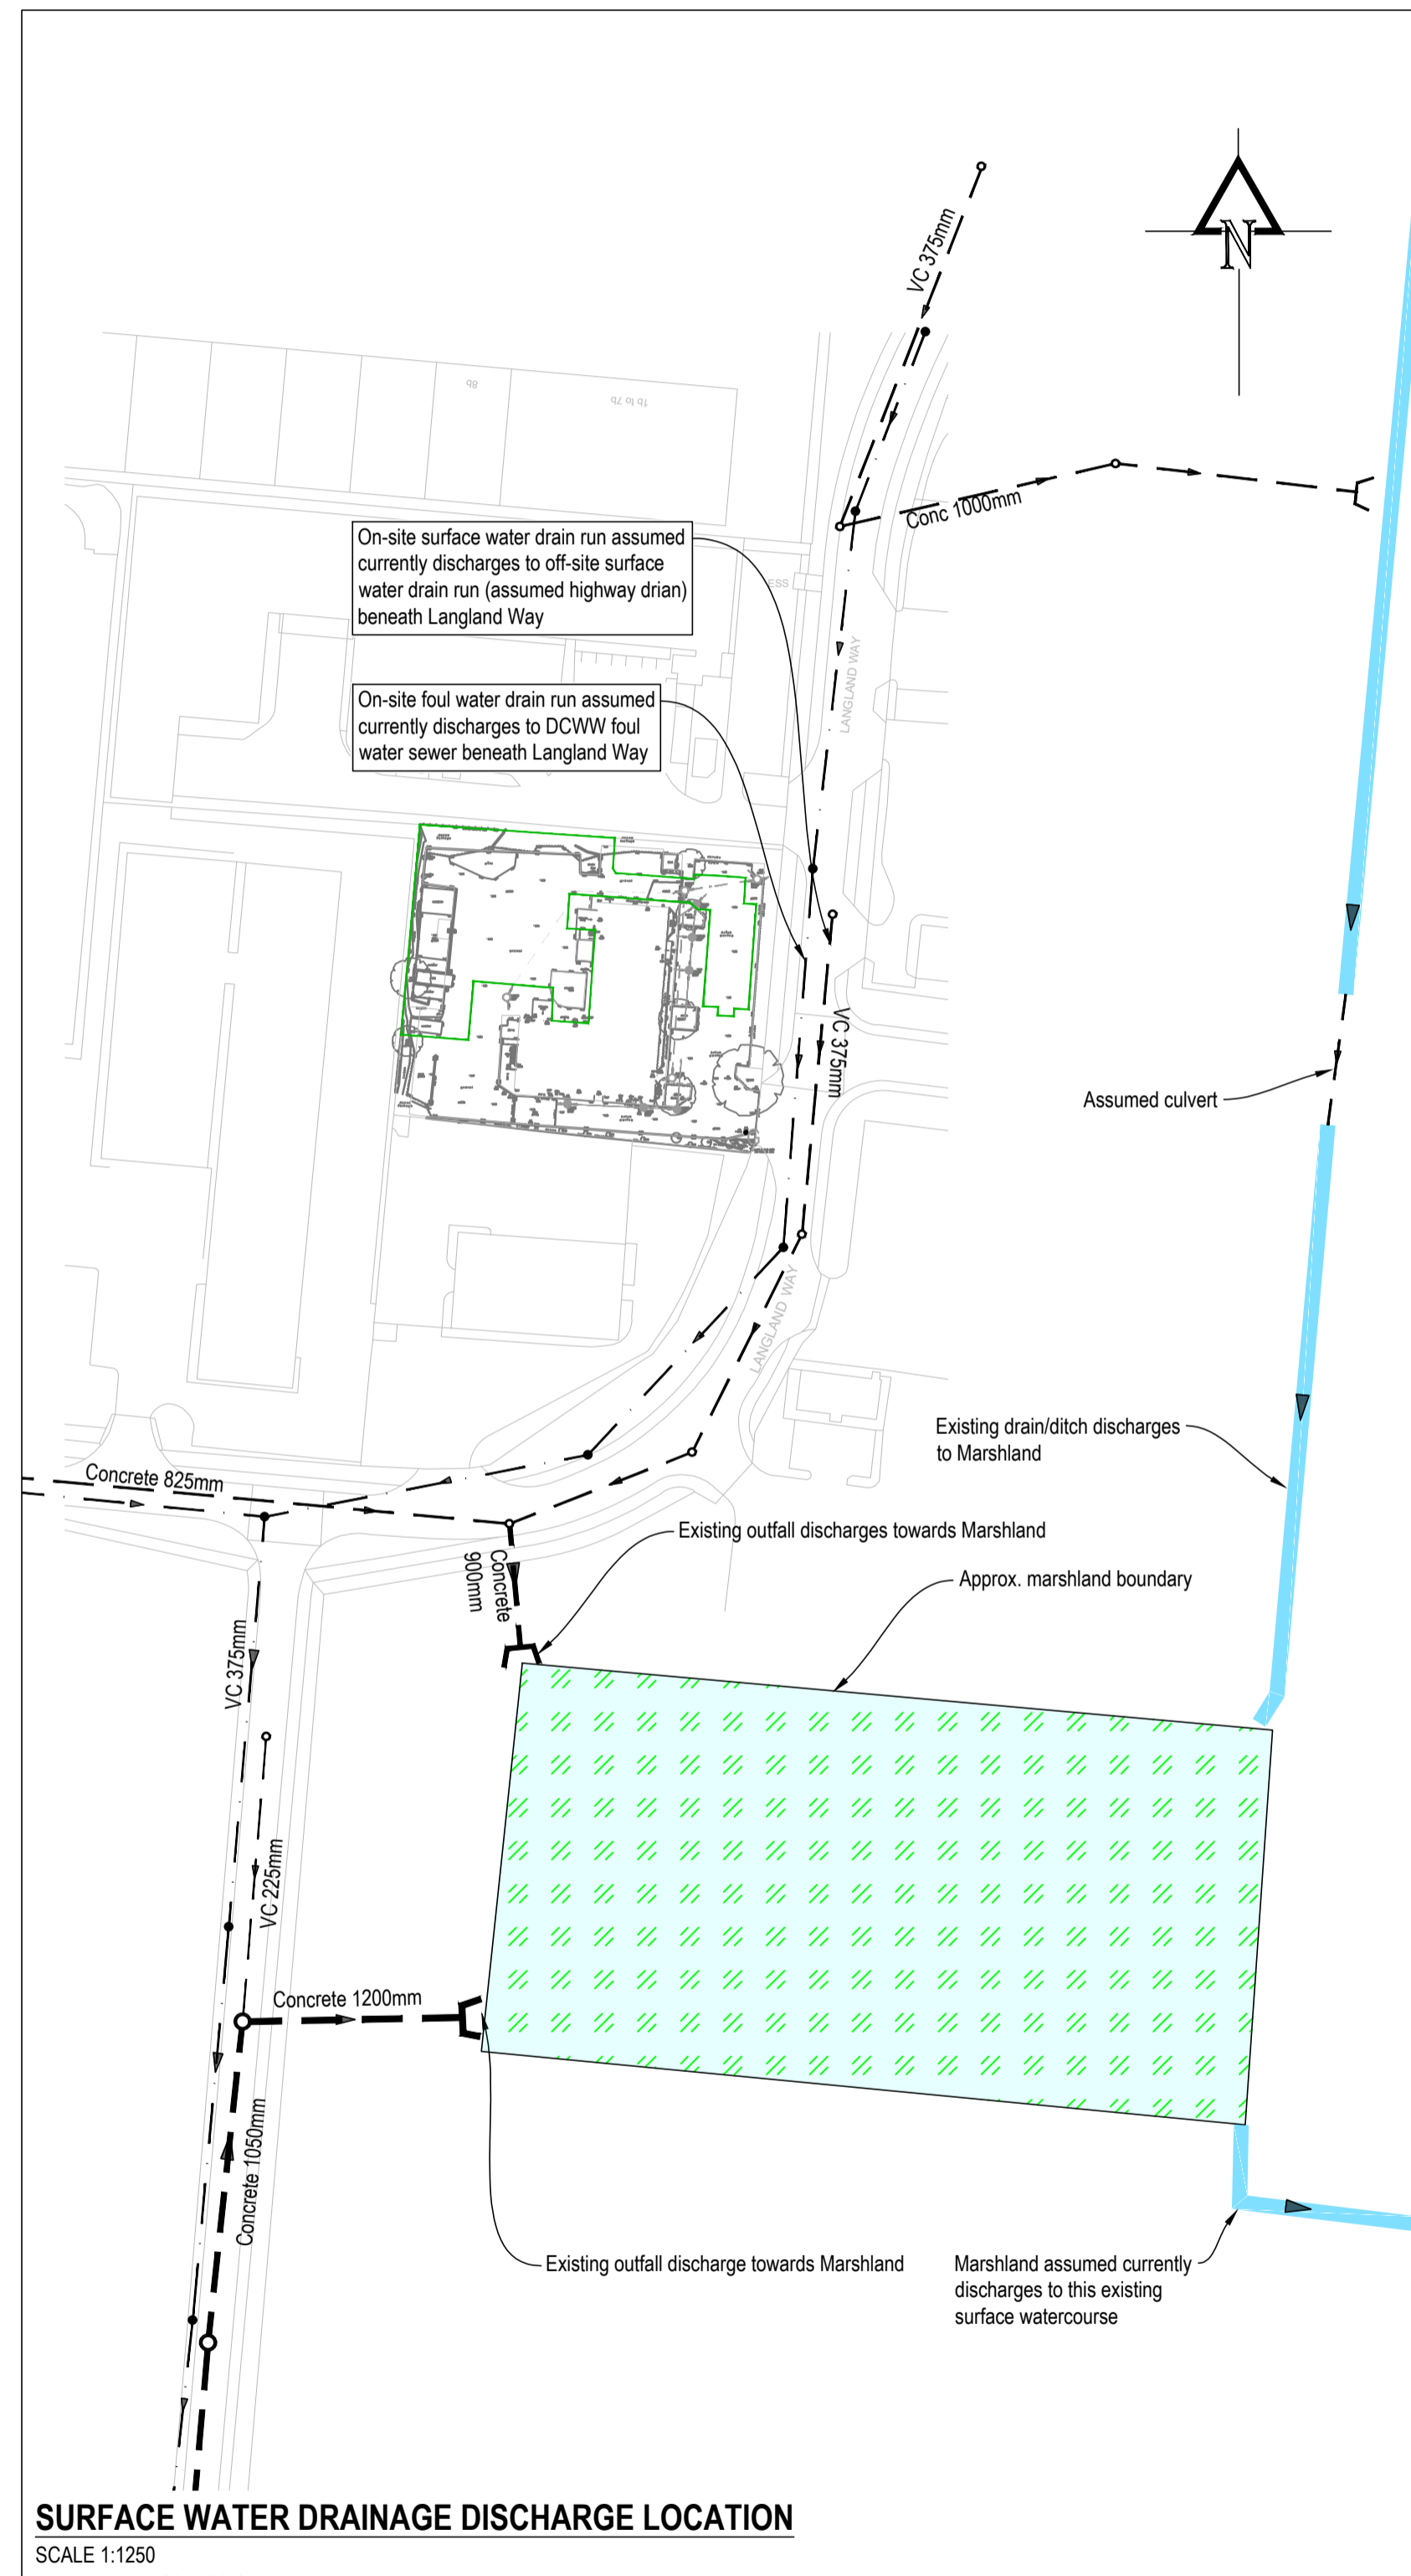 VC 375mm
N
8b
1b to 7b
Conc 1000mm
On-site surface water drain run assumed
currently discharges to off-site surface
water drain run (assumed highway drian)
beneath Langland Way
ESS
LANGLAND WAY
On-site foul water drain run assumed
currently discharges to DCWW foul
water sewer beneath Langland Way
VC 375mm
Assumed culvert
LANGLAND WAY
Existing drain/ditch discharges
to Marshland
Concrete 825mm
Existing outfall discharges towards Marshland
Concrete
900mm
Approx. marshland boundary
VC 375mm
VC 225mm
Concrete 1200mm
Concrete 1050mm
Existing outfall discharge towards Marshland
Marshland assumed currently
discharges to this existing
surface watercourse
SURFACE WATER DRAINAGE DISCHARGE LOCATION
SCALE 1:1250